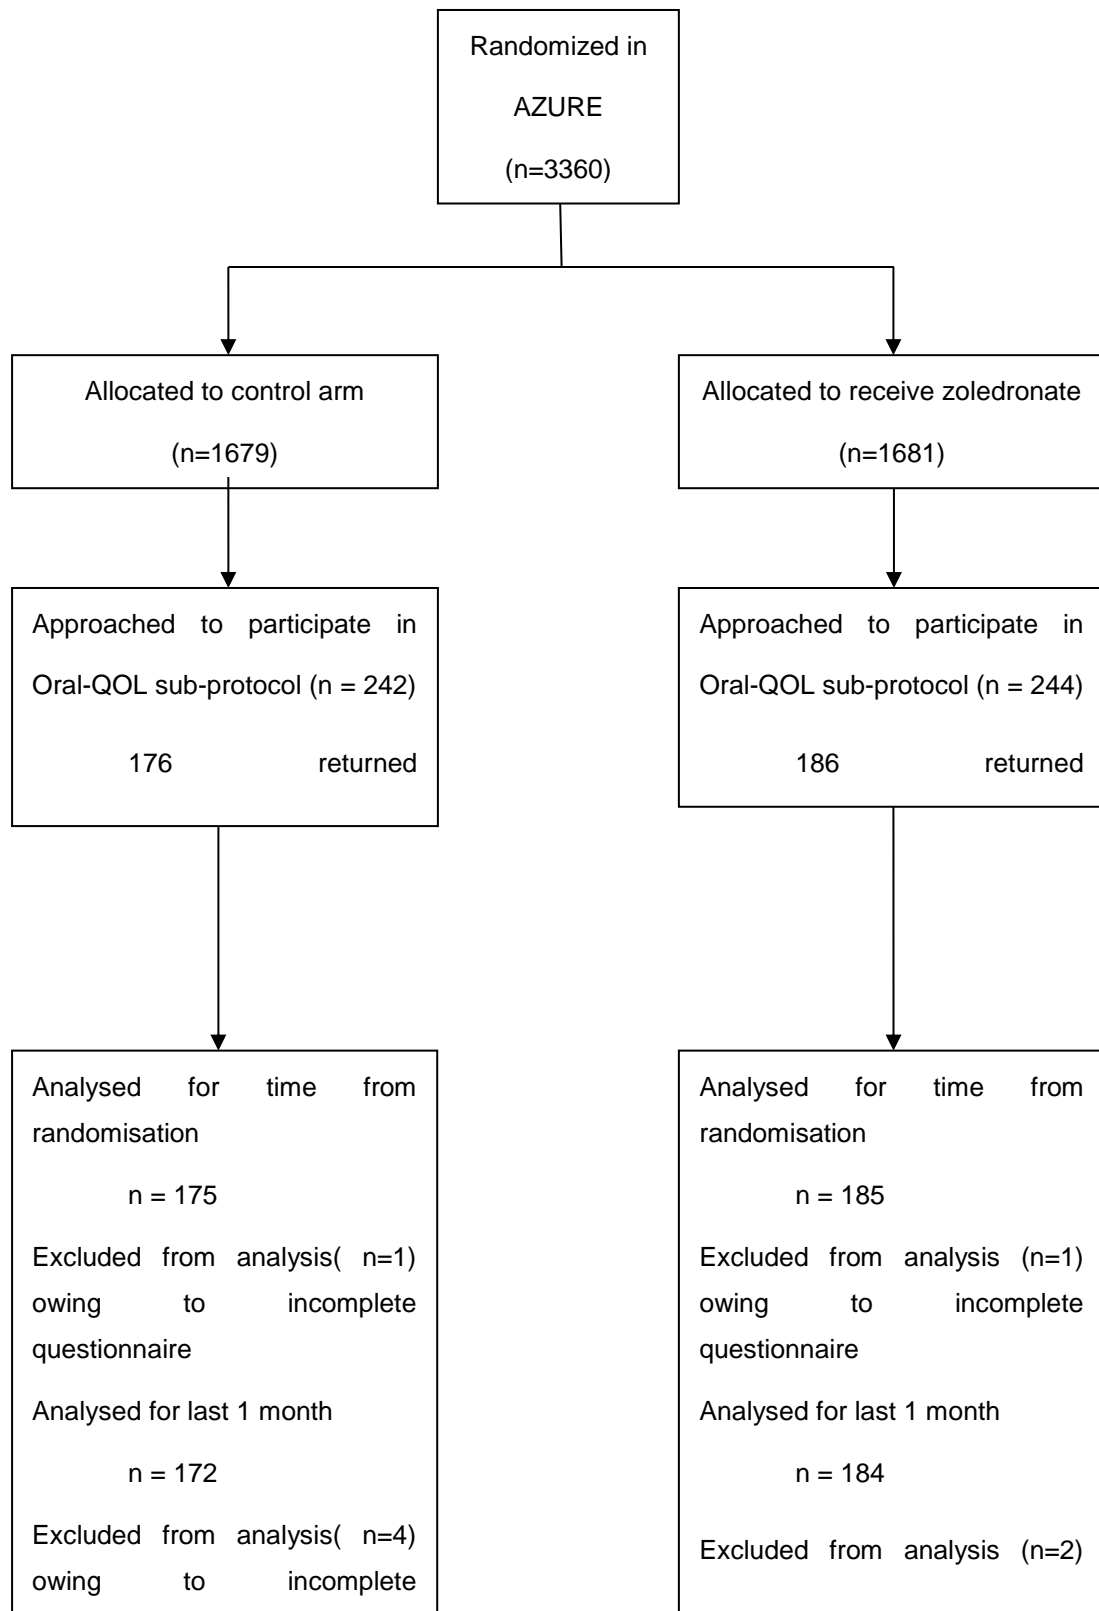 Randomized in
AZURE
(n=3360)
Allocated to control arm
(n=1679)
Allocated to receive zoledronate
(n=1681)
Approached to participate in
Oral-QOL sub-protocol (n = 242)
176 returned
Approached to participate in
Oral-QOL sub-protocol (n = 244)
186 returned
Analysed for time from
randomisation
n = 175
Excluded from analysis( n=1)
owing to incomplete
questionnaire
Analysed for last 1 month
n = 172
Excluded from analysis( n=4)
owing to incomplete
Analysed for time from
randomisation
n = 185
Excluded from analysis (n=1)
owing to incomplete
questionnaire
Analysed for last 1 month
n = 184
Excluded from analysis (n=2)